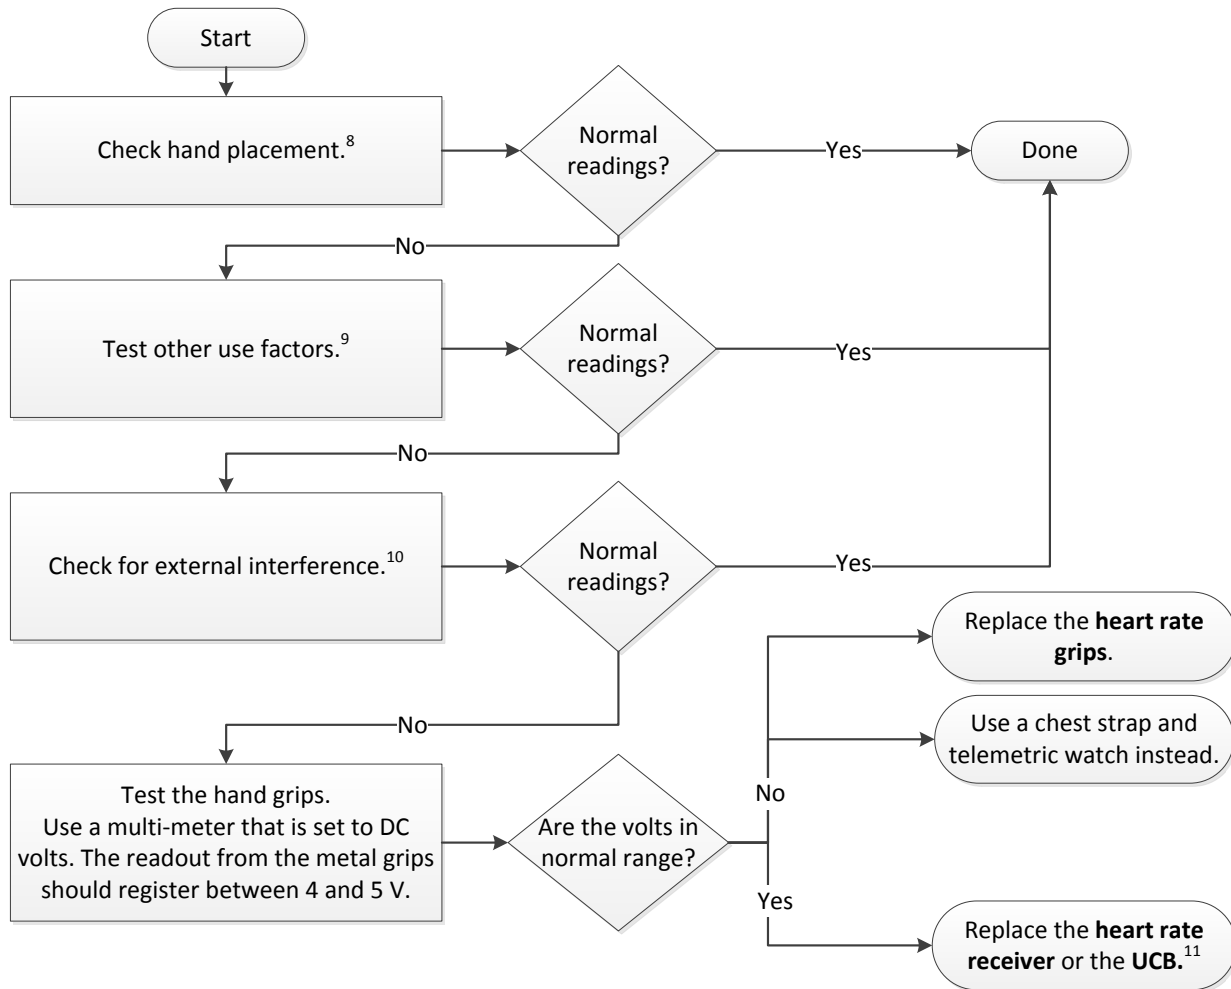 Start
Check hand placement.⁸
Normal
readings?
Yes
Done
No
Test other use factors.⁹
Normal
readings?
Yes
No
Check for external interference.¹⁰
Normal
readings?
Yes
No
Replace the heart rate
grips.
Use a chest strap and
telemetric watch instead.
Test the hand grips.
Use a multi-meter that is set to DC
volts. The readout from the metal grips
should register between 4 and 5 V.
Are the volts in
normal range?
No
Yes
Replace the heart rate
receiver or the UCB.¹¹